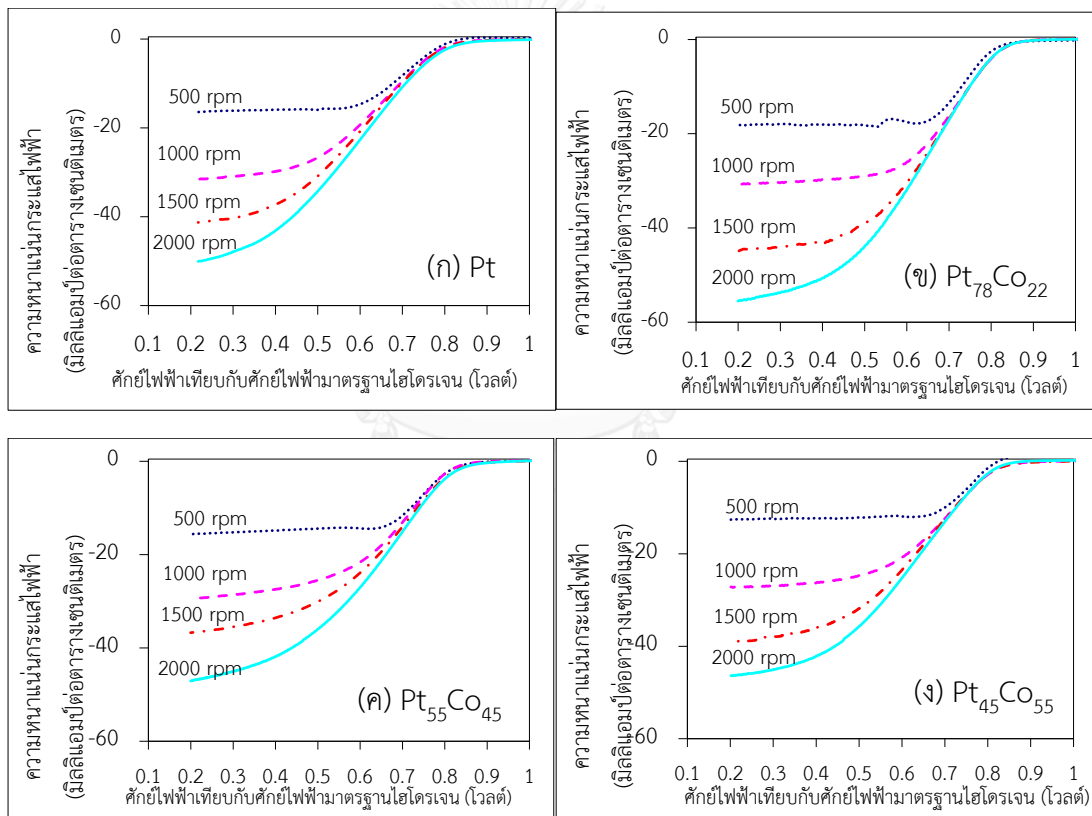 ความหนาแน่นกระแสไฟฟ้า
(มิลลิแอมป์ต่อตารางเซนติเมตร)
0
-20
-40
-60
500 rpm
1000 rpm
1500 rpm
2000 rpm
(ก) Pt
0.1 0.2 0.3 0.4 0.5 0.6 0.7 0.8 0.9 1
ศักย์ไฟฟ้าเทียบกับศักย์ไฟฟ้ามาตรฐานไฮโดรเจน (โวลต์)
ความหนาแน่นกระแสไฟฟ้า
(มิลลิแอมป์ต่อตารางเซนติเมตร)
0
-20
-40
-60
500 rpm
1000 rpm
1500 rpm
2000 rpm
(ข) Pt78Co22
0.1 0.2 0.3 0.4 0.5 0.6 0.7 0.8 0.9 1
ศักย์ไฟฟ้าเทียบกับศักย์ไฟฟ้ามาตรฐานไฮโดรเจน (โวลต์)
ความหนาแน่นกระแสไฟฟ้า
(มิลลิแอมป์ต่อตารางเซนติเมตร)
0
-20
-40
-60
500 rpm
1000 rpm
1500 rpm
2000 rpm
(ค) Pt55Co45
0.1 0.2 0.3 0.4 0.5 0.6 0.7 0.8 0.9 1
ศักย์ไฟฟ้าเทียบกับศักย์ไฟฟ้ามาตรฐานไฮโดรเจน (โวลต์)
ความหนาแน่นกระแสไฟฟ้า
(มิลลิแอมป์ต่อตารางเซนติเมตร)
0
-20
-40
-60
500 rpm
1000 rpm
1500 rpm
2000 rpm
(ง) Pt45Co55
0.1 0.2 0.3 0.4 0.5 0.6 0.7 0.8 0.9 1
ศักย์ไฟฟ้าเทียบกับศักย์ไฟฟ้ามาตรฐานไฮโดรเจน (โวลต์)